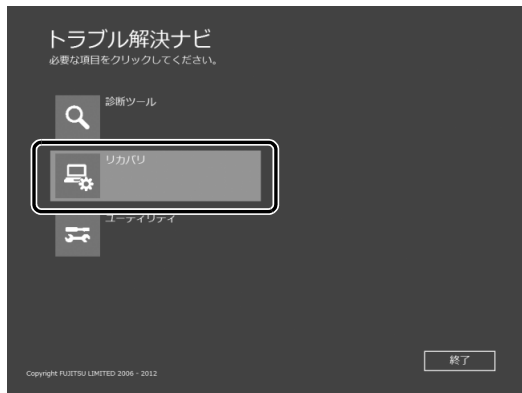 トラブル解決ナビ
必要な項目をクリックしてください。
診断ツール
リカバリ
ユーティリティ
終了
Copyright FUJITSU LIMITED 2006 - 2012